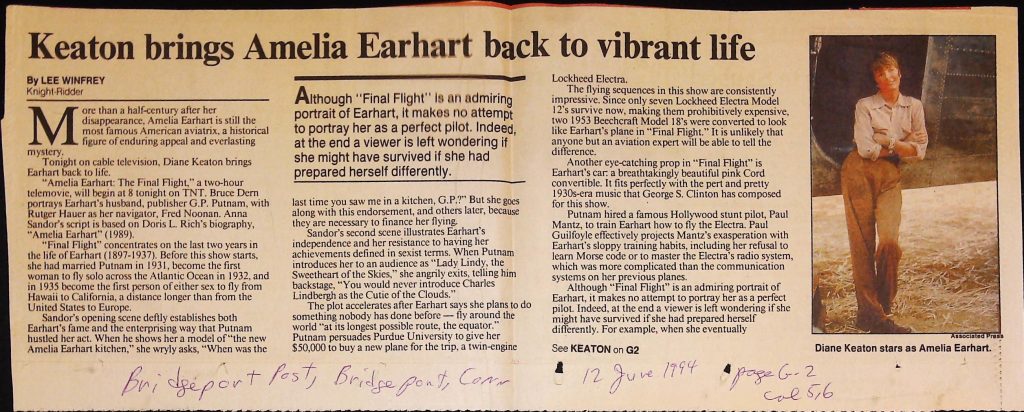 Keaton brings Amelia Earhart back to vibrant life
By LEE WINFREY
Knight-Ridder
More than a half-century after her
disappearance, Amelia Earhart is still the
most famous American aviatrix, a historical
figure of enduring appeal and everlasting
mystery.
Tonight on cable television, Diane Keaton brings
Earhart back to life.
"Amelia Earhart: The Final Flight," a two-hour
telemovie, will begin at 8 tonight on TNT. Bruce Dern
portrays Earhart's husband, publisher G.P. Putnam, with
Rutger Hauer as her navigator, Fred Noonan. Anna
Sandor's script is based on Doris L. Rich's biography,
"Amelia Earhart" (1989).
"Final Flight" concentrates on the last two years in
the life of Earhart (1897-1937). Before this show starts,
she had married Putnam in 1931, become the first
woman to fly solo across the Atlantic Ocean in 1932, and
in 1935 become the first person of either sex to fly from
Hawaii to California, a distance longer than from the
United States to Europe.
Sandor's opening scene deftly establishes both
Earhart's fame and the enterprising way that Putnam
hustled her act. When he shows her a model of "the new
Amelia Earhart kitchen," she wryly asks, "When was the
Although "Final Flight" is an admiring
portrait of Earhart, it makes no attempt
to portray her as a perfect pilot. Indeed,
at the end a viewer is left wondering if
she might have survived if she had
prepared herself differently.
last time you saw me in a kitchen, G.P.?" But she goes
along with this endorsement, and others later, because
they are necessary to finance her flying.
Sandor's second scene illustrates Earhart's
independence and her resistance to having her
achievements defined in sexist terms. When Putnam
introduces her to an audience as "Lady Lindy, the
Sweetheart of the Skies," she angrily exits, telling him
backstage, "You would never introduce Charles
Lindbergh as the Cutie of the Clouds."
The plot accelerates after Earhart says she plans to do
something nobody has done before — fly around the
world "at its longest possible route, the equator."
Putnam persuades Purdue University to give her
$50,000 to buy a new plane for the trip, a twin-engine
Lockheed Electra.
The flying sequences in this show are consistently
impressive. Since only seven Lockheed Electra Model
12's survive now, making them prohibitively expensive,
two 1953 Beechcraft Model 18's were converted to look
like Earhart's plane in "Final Flight." It is unlikely that
anyone but an aviation expert will be able to tell the
difference.
Another eye-catching prop in "Final Flight" is
Earhart's car: a breathtakingly beautiful pink Cord
convertible. It fits perfectly with the pert and pretty
1930s-era music that George S. Clinton has composed
for this show.
Putnam hired a famous Hollywood stunt pilot, Paul
Mantz, to train Earhart how to fly the Electra. Paul
Guilfoyle effectively projects Mantz's exasperation with
Earhart's sloppy training habits, including her refusal to
learn Morse code or to master the Electra's radio system,
which was more complicated than the communication
systems on her previous planes.
Although "Final Flight" is an admiring portrait of
Earhart, it makes no attempt to portray her as a perfect
pilot. Indeed, at the end a viewer is left wondering if she
might have survived if she had prepared herself
differently. For example, when she eventually
See KEATON on G2
Associated Press
Diane Keaton stars as Amelia Earhart.
Bridgeport Post, Bridgeport, Conn
12 June 1994
page G-2
col 5,6